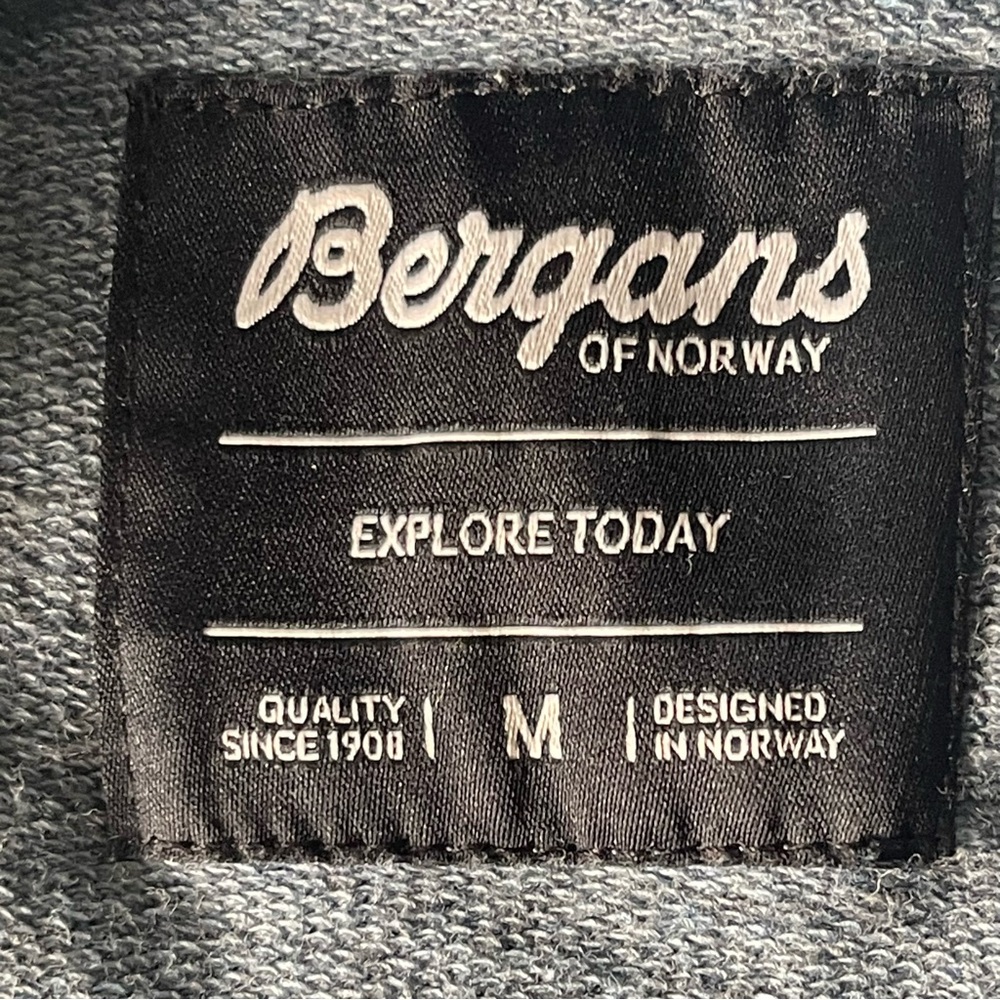 Bergans
OF NORWAY
EXPLORE TODAY
QUALITY
SINCE 1908
M
DESIGNED
IN NORWAY